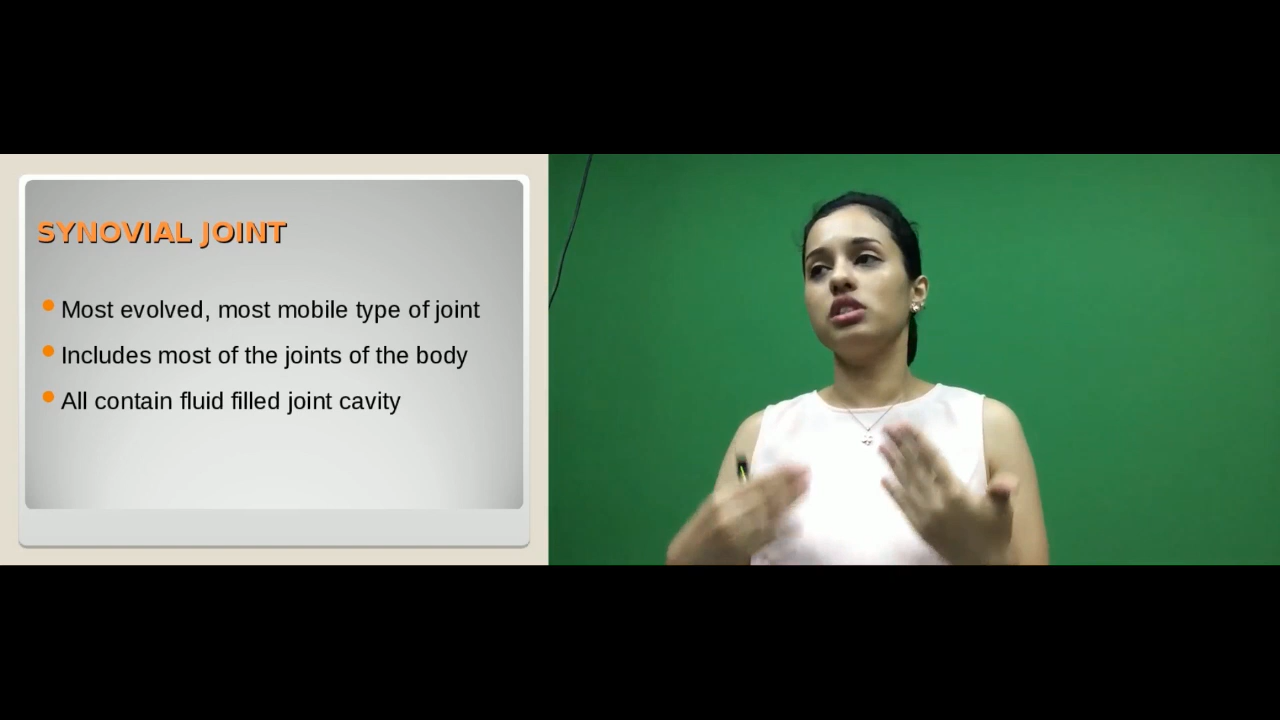 SYNOVIAL JOINT
Most evolved, most mobile type of joint
Includes most of the joints of the body
All contain fluid filled joint cavity